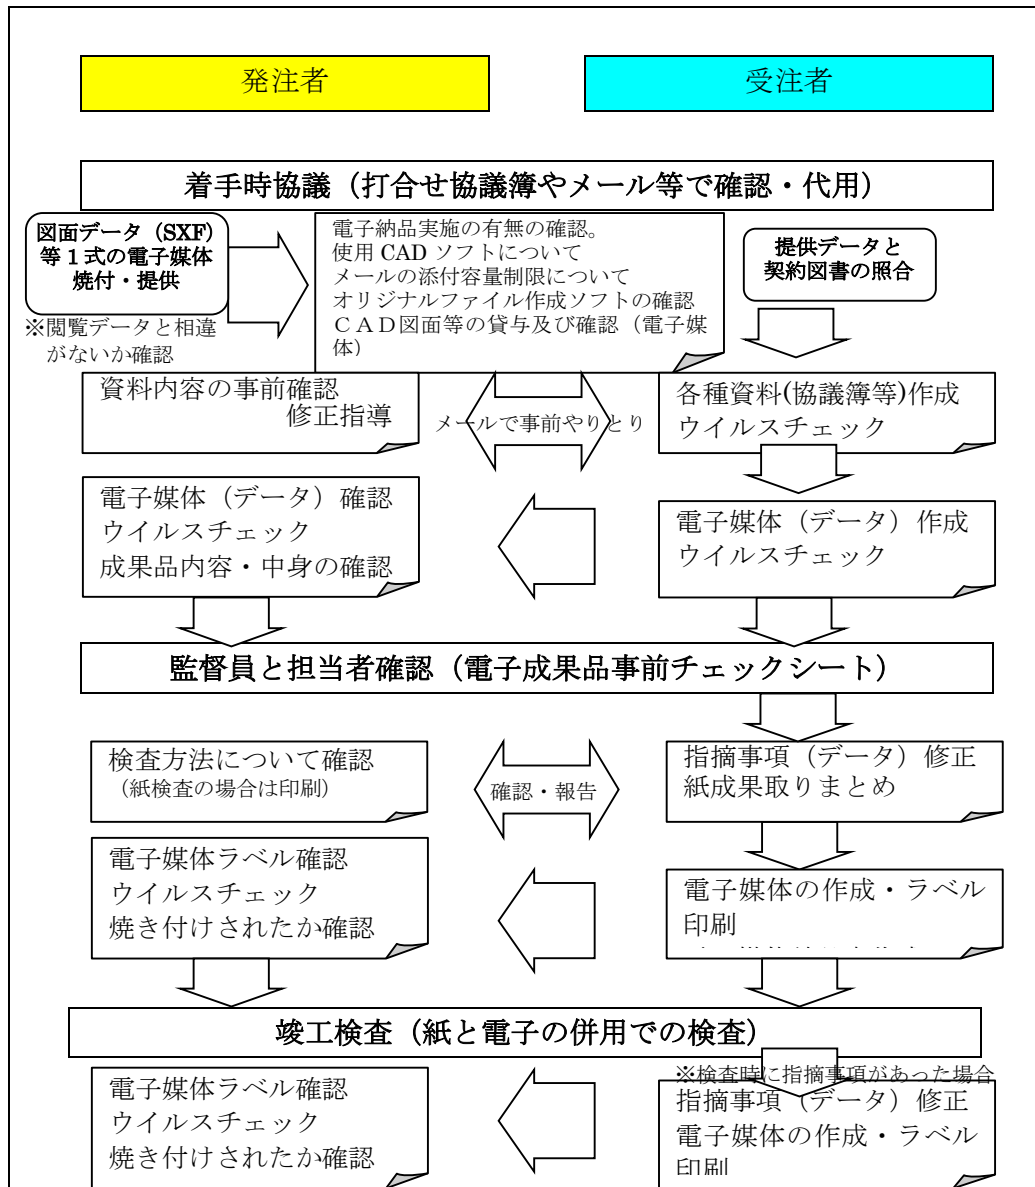 発注者
受注者
着手時協議（打合せ協議簿やメール等で確認・代用）
図面データ（SXF）
等1式の電子媒体
焼付・提供
※閲覧データと相違
がないか確認
電子納品実施の有無の確認。
使用 CAD ソフトについて
メールの添付容量制限について
オリジナルファイル作成ソフトの確認
ＣＡＤ図面等の貸与及び確認（電子媒
体）
提供データと
契約図書の照合
資料内容の事前確認
修正指導
メールで事前やりとり
各種資料(協議簿等)作成
ウイルスチェック
電子媒体（データ）確認
ウイルスチェック
成果品内容・中身の確認
電子媒体（データ）作成
ウイルスチェック
監督員と担当者確認（電子成果品事前チェックシート）
検査方法について確認
（紙検査の場合は印刷）
確認・報告
指摘事項（データ）修正
紙成果取りまとめ
電子媒体ラベル確認
ウイルスチェック
焼き付けされたか確認
電子媒体の作成・ラベル
印刷
竣工検査（紙と電子の併用での検査）
※検査時に指摘事項があった場合
電子媒体ラベル確認
ウイルスチェック
焼き付けされたか確認
指摘事項（データ）修正
電子媒体の作成・ラベル
印刷